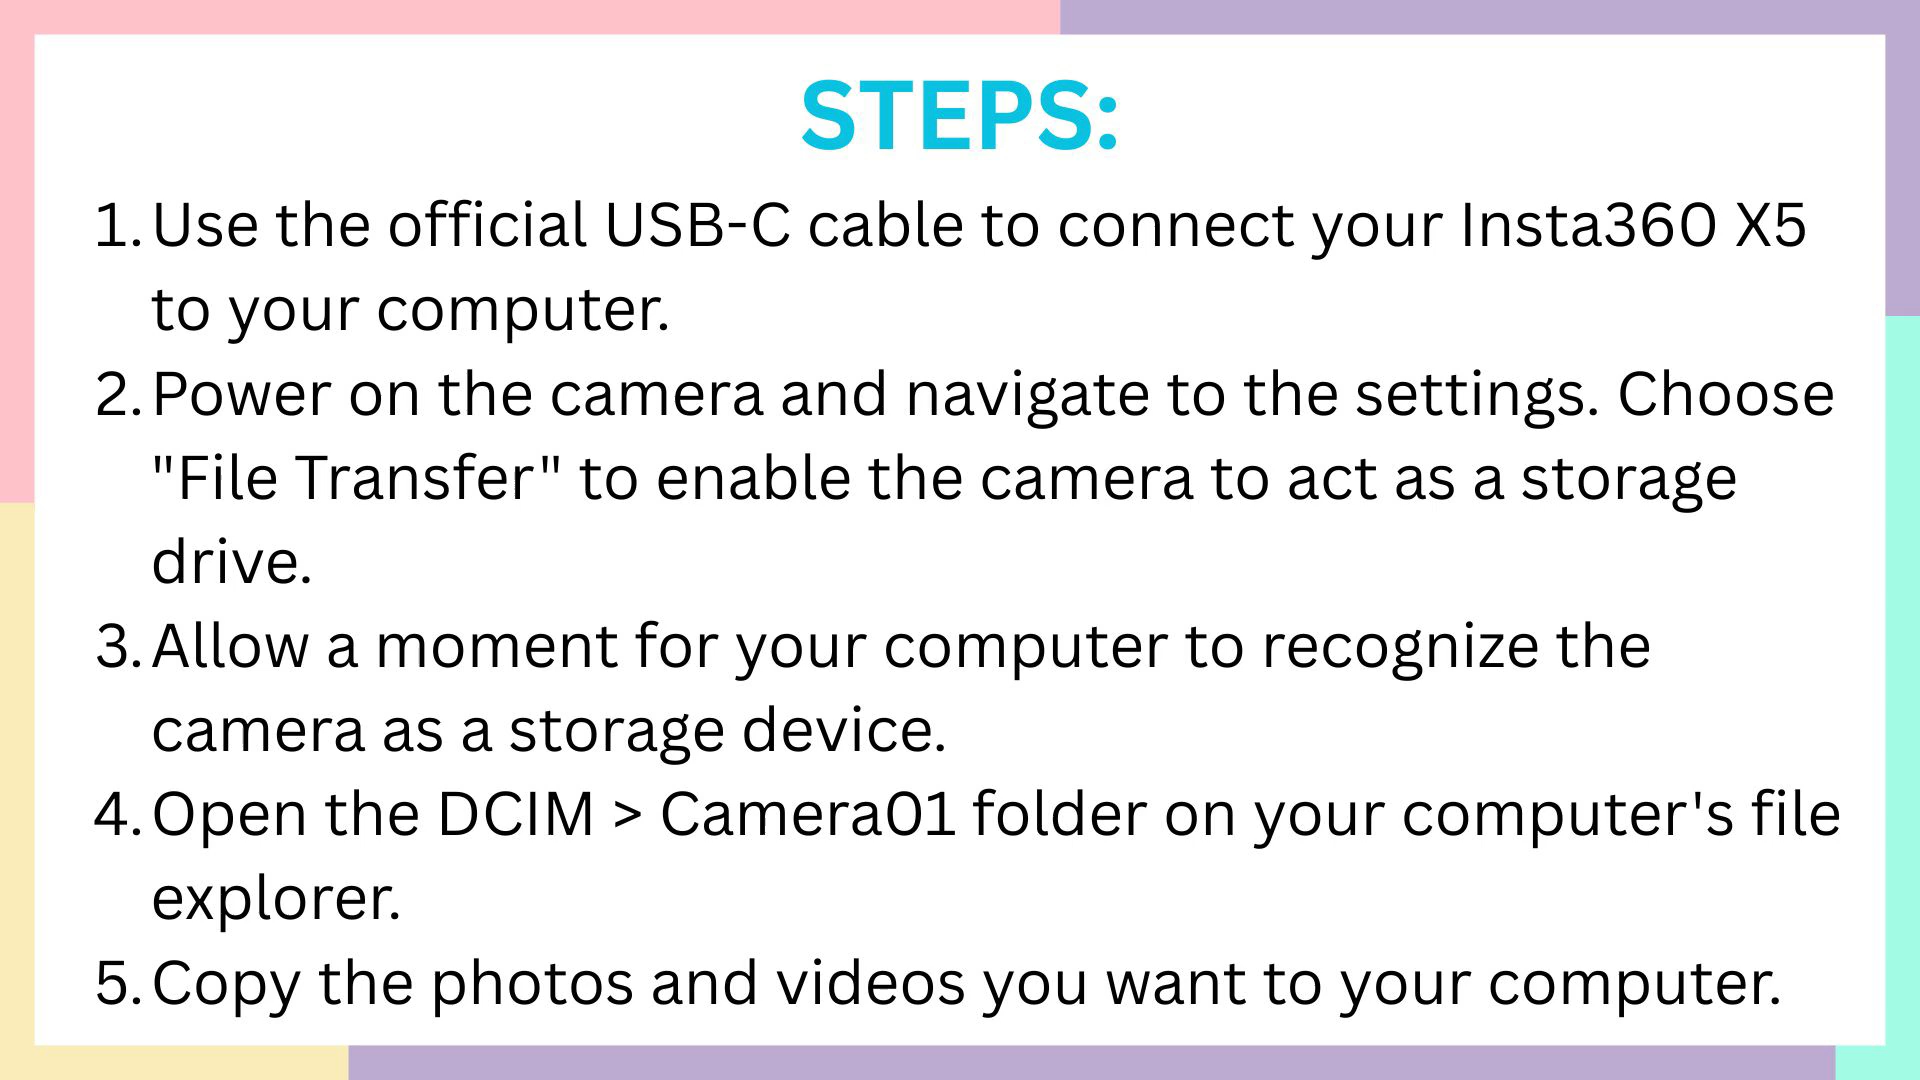 STEPS:
1. Use the official USB-C cable to connect your Insta360 X5
to your computer.
2. Power on the camera and navigate to the settings. Choose
"File Transfer" to enable the camera to act as a storage
drive.
3. Allow a moment for your computer to recognize the
camera as a storage device.
4. Open the DCIM > Camera01 folder on your computer's file
explorer.
5. Copy the photos and videos you want to your computer.